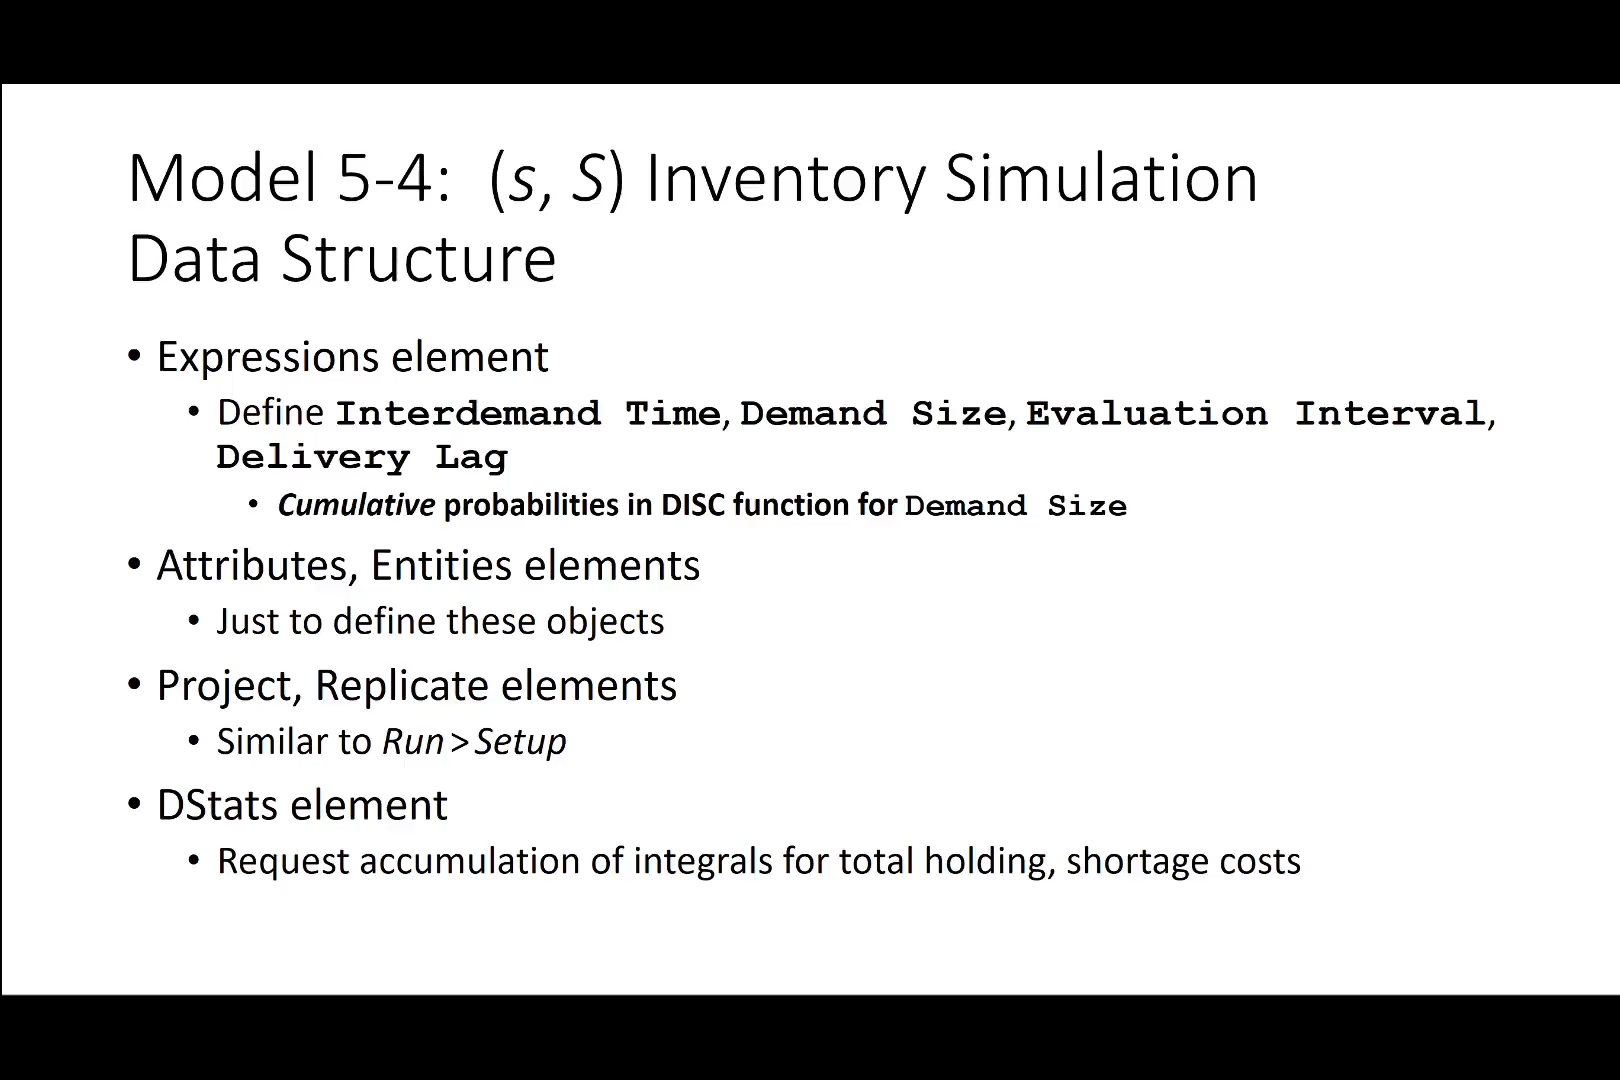 Model 5-4: (s, S) Inventory Simulation
Data Structure
• Expressions element
• Define Interdemand Time, Demand Size, Evaluation Interval,
Delivery Lag
• Cumulative probabilities in DISC function for Demand Size
• Attributes, Entities elements
• Just to define these objects
• Project, Replicate elements
• Similar to Run > Setup
• DStats element
• Request accumulation of integrals for total holding, shortage costs